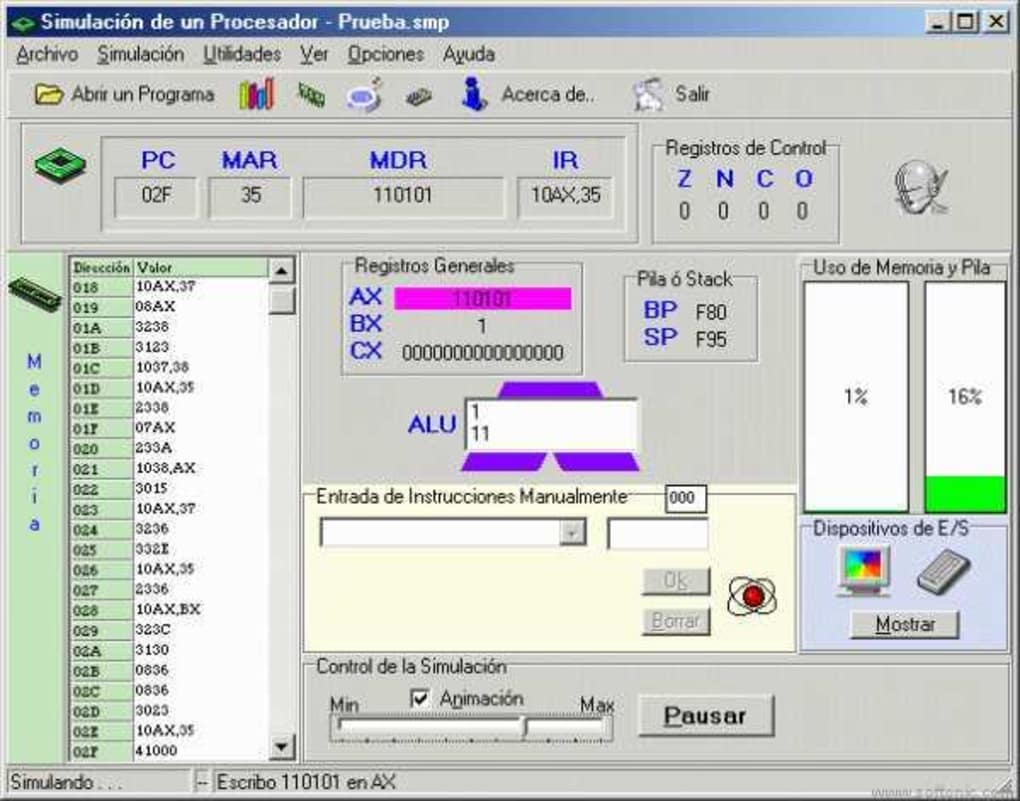 Simulación de un Procesador - Prueba.smp
Archivo Simulación Utilidades Ver Opciones Ayuda
Abrir un Programa Acerca de.. Salir
PC MAR MDR IR
02F 35 110101 10AX,35
Registros de Control
Z N C O
0 0 0 0
Memoria
Dirección Valor
018 10AX,37
019 08AX
01A 3238
01B 3123
01C 1037,38
01D 10AX,35
01E 2338
01F 07AX
020 233A
021 1038,AX
022 3015
023 10AX,37
024 3236
025 332E
026 10AX,35
027 2336
028 10AX,BX
029 323C
02A 3130
02B 0836
02C 0836
02D 3023
02E 10AX,35
02F 41000
Registros Generales
AX 110101
BX 1
CX 0000000000000000
Pila ó Stack
BP F80
SP F95
ALU
1
11
Uso de Memoria y Pila
1% 16%
Entrada de Instrucciones Manualmente 000
Ok
Borrar
Dispositivos de E/S
Mostrar
Control de la Simulación
Min Animación Max
Pausar
Simulando . . . -- Escribo 110101 en AX
www.softonic.com